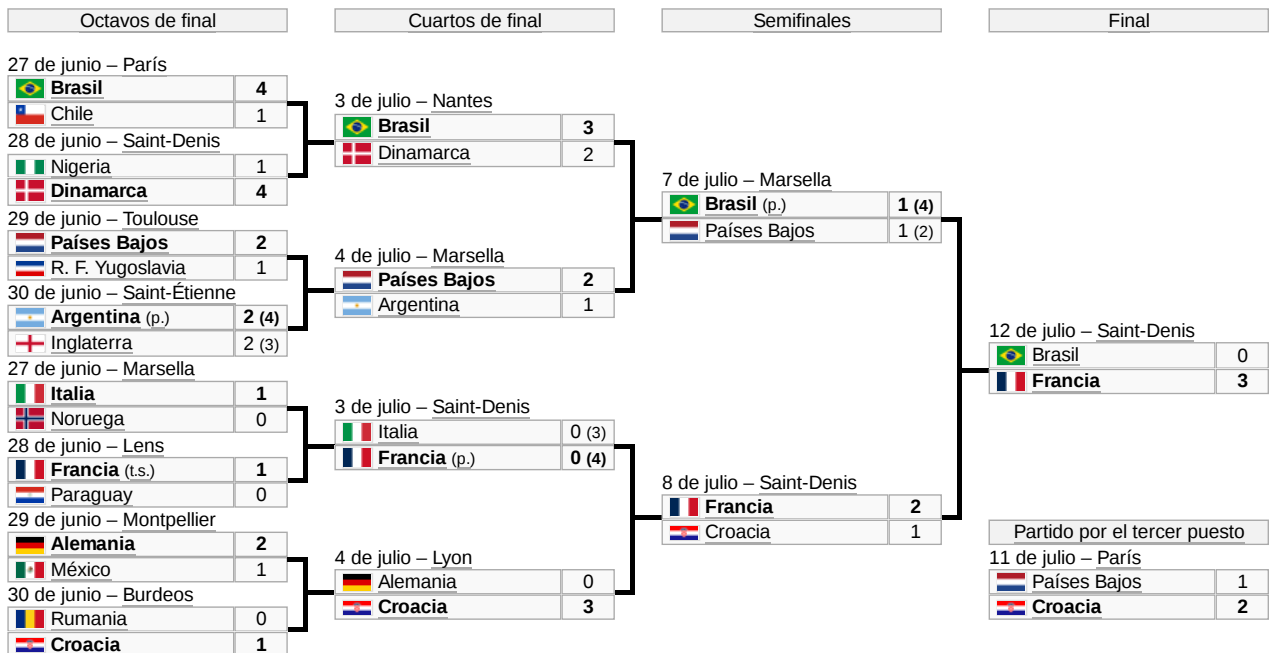 Octavos de final
Cuartos de final
Semifinales
Final
27 de junio – París
Brasil 4
Chile 1
28 de junio – Saint-Denis
Nigeria 1
Dinamarca 4
29 de junio – Toulouse
Países Bajos 2
R. F. Yugoslavia 1
30 de junio – Saint-Étienne
Argentina (p.) 2 (4)
Inglaterra 2 (3)
27 de junio – Marsella
Italia 1
Noruega 0
28 de junio – Lens
Francia (t.s.) 1
Paraguay 0
29 de junio – Montpellier
Alemania 2
México 1
30 de junio – Burdeos
Rumania 0
Croacia 1
3 de julio – Nantes
Brasil 3
Dinamarca 2
4 de julio – Marsella
Países Bajos 2
Argentina 1
3 de julio – Saint-Denis
Italia 0 (3)
Francia (p.) 0 (4)
4 de julio – Lyon
Alemania 0
Croacia 3
7 de julio – Marsella
Brasil (p.) 1 (4)
Países Bajos 1 (2)
8 de julio – Saint-Denis
Francia 2
Croacia 1
12 de julio – Saint-Denis
Brasil 0
Francia 3
Partido por el tercer puesto
11 de julio – París
Países Bajos 1
Croacia 2